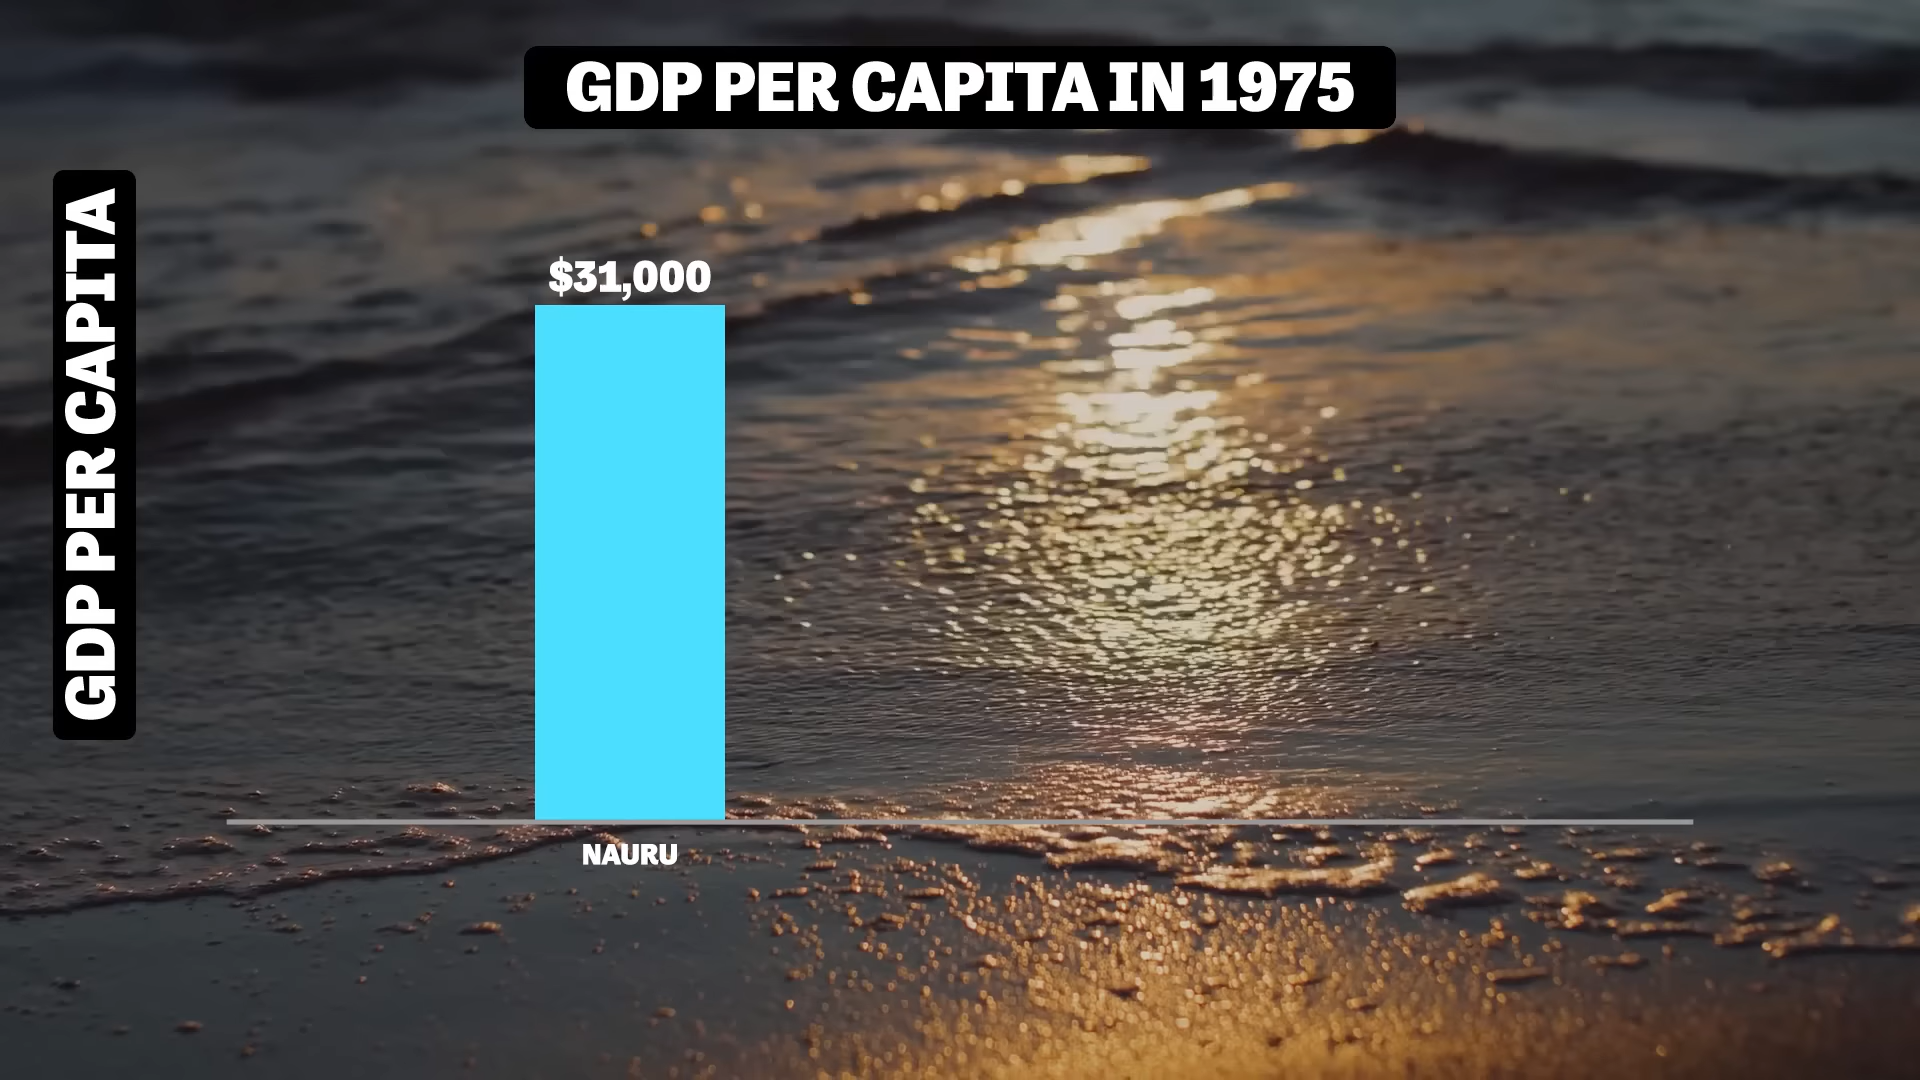 GDP PER CAPITA IN 1975
GDP PER CAPITA
$31,000
NAURU